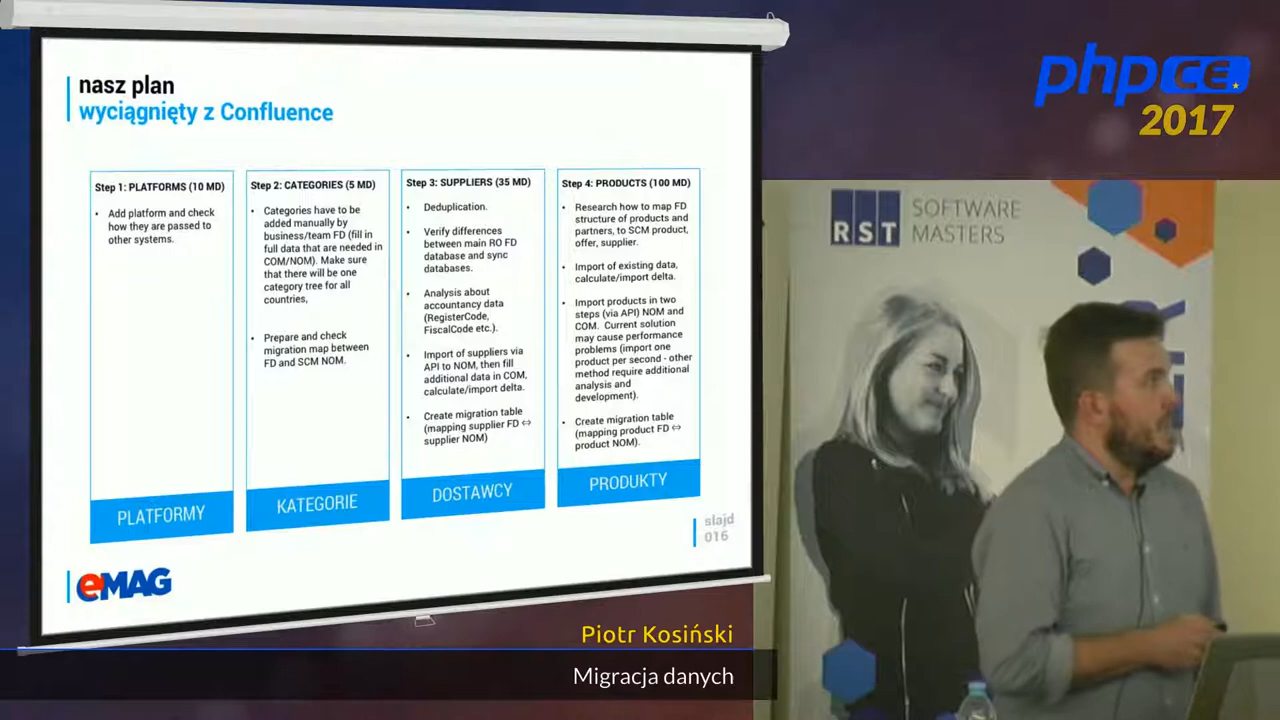 nasz plan
wyciągnięty z Confluence
Step 1: PLATFORMS (10 MD)
• Add platform and check
how they are passed to
other systems.
PLATFORMY
Step 2: CATEGORIES (5 MD)
• Categories have to be
added manually by
business/team FD (fill in
full data that are needed in
COM/NOM). Make sure
that there will be one
category tree for all
countries,
• Prepare and check
migration map between
FD and SCM NOM.
KATEGORIE
Step 3: SUPPLIERS (35 MD)
• Deduplication.
• Verify differences
between main RO FD
database and sync
databases.
• Analysis about
accountancy data
(RegisterCode,
FiscalCode etc.).
• Import of suppliers via
API to NOM, then fill
additional data in COM,
calculate/import delta.
• Create migration table
(mapping supplier FD ⇔
supplier NOM)
DOSTAWCY
Step 4: PRODUCTS (100 MD)
• Research how to map FD
structure of products and
partners, to SCM product,
offer, supplier.
• Import of existing data,
calculate/import delta.
• Import products in two
steps (via API) NOM and
COM. Current solution
may cause performance
problems (import one
product per second - other
method require additional
analysis and
development).
• Create migration table
(mapping product FD ⇔
product NOM).
PRODUKTY
slajd
016
eMAG
phpCE
2017
RST
SOFTWARE
MASTERS
Piotr Kosiński
Migracja danych